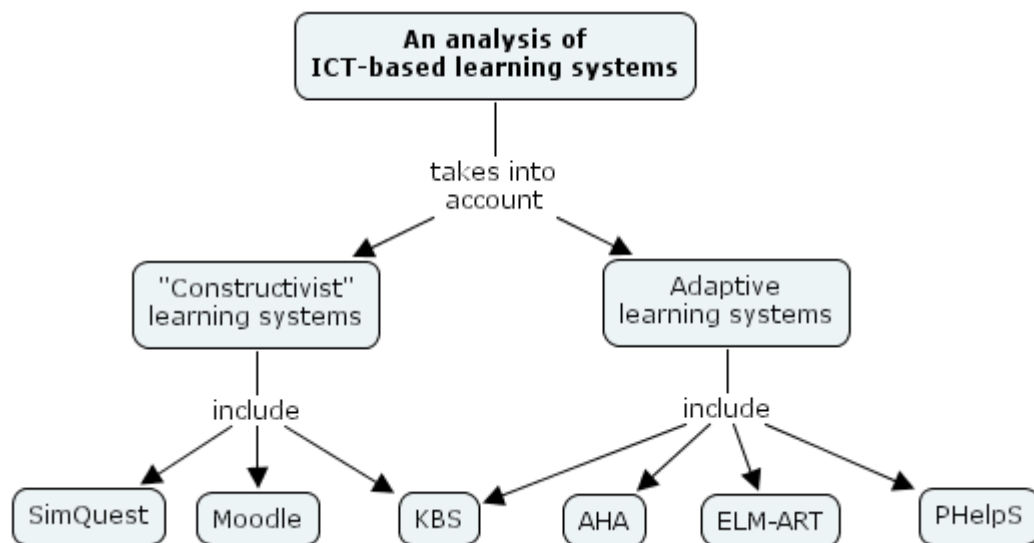 An analysis of
ICT-based learning systems
takes into
account
"Constructivist"
learning systems
Adaptive
learning systems
include
include
SimQuest
Moodle
KBS
AHA
ELM-ART
PHelpS